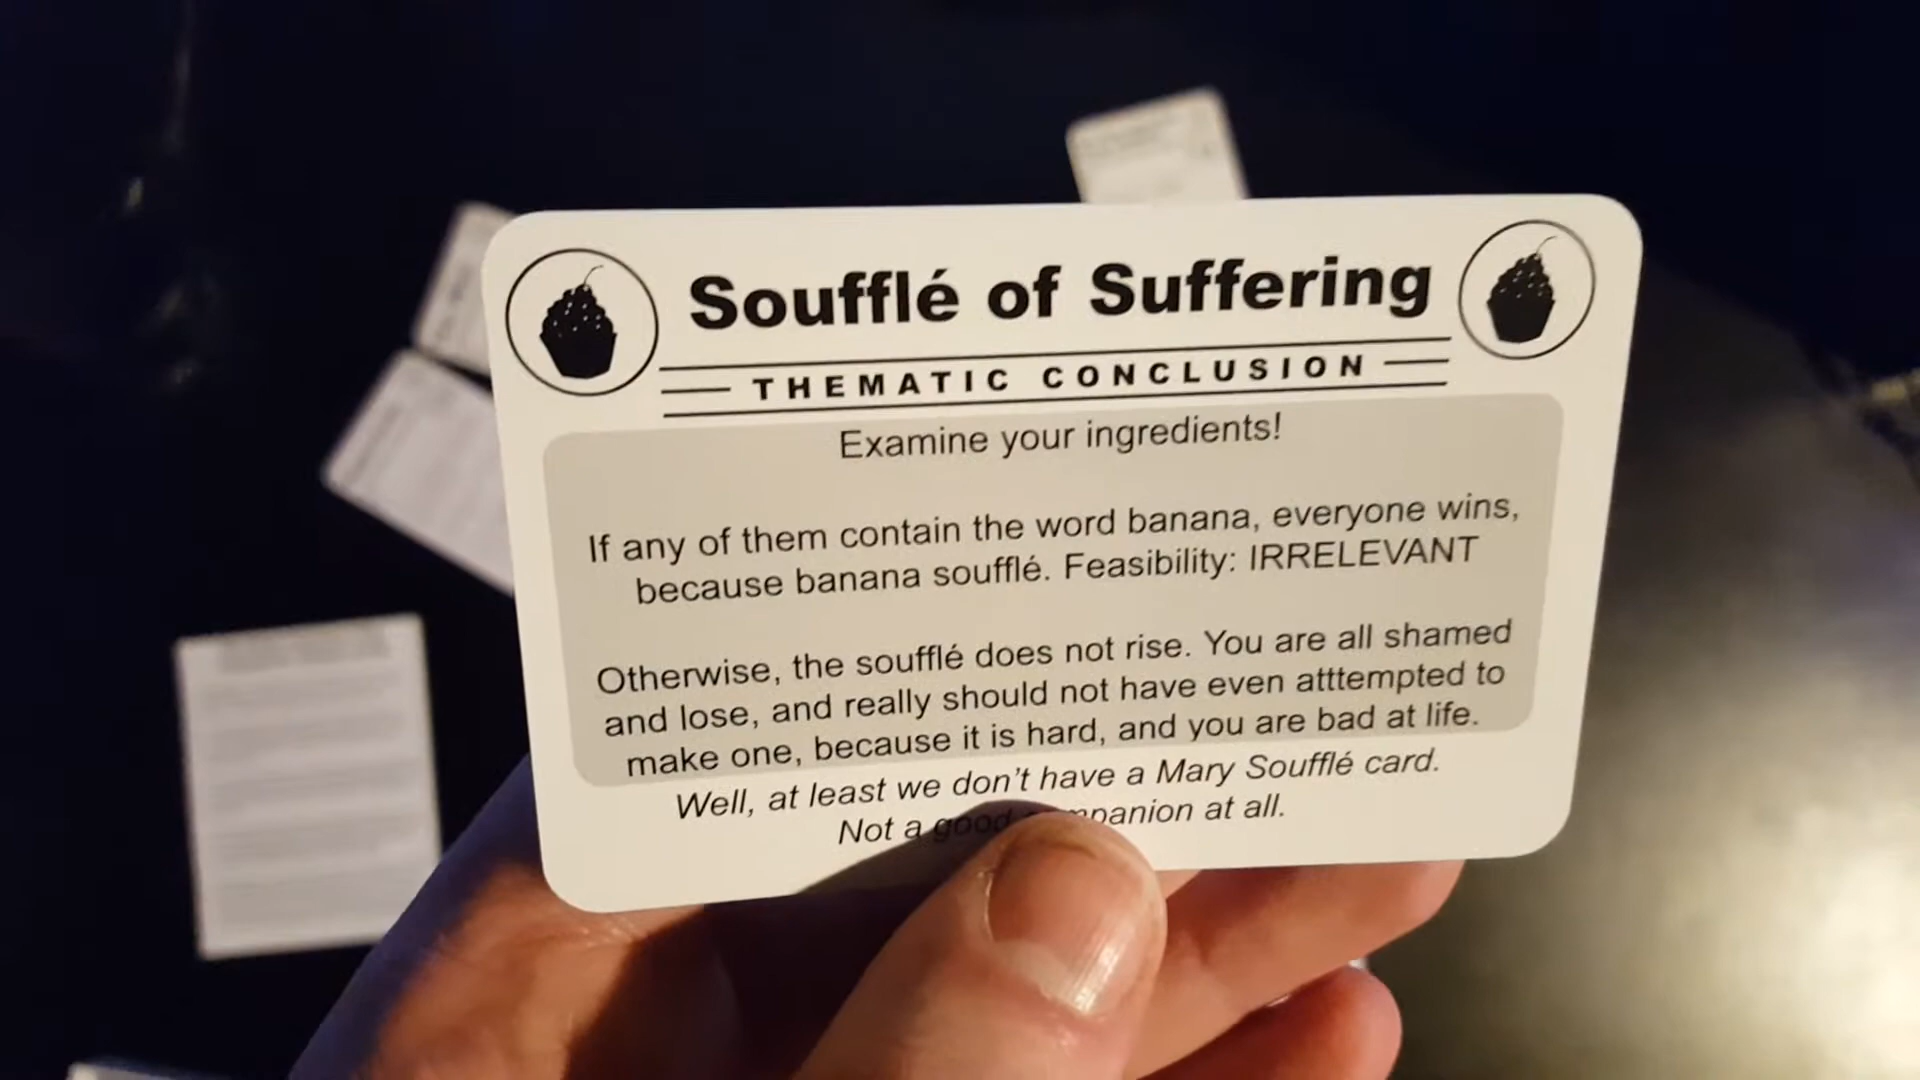 Soufflé of Suffering
THEMATIC CONCLUSION
Examine your ingredients!
If any of them contain the word banana, everyone wins,
because banana soufflé. Feasibility: IRRELEVANT
Otherwise, the soufflé does not rise. You are all shamed
and lose, and really should not have even atttempted to
make one, because it is hard, and you are bad at life.
Well, at least we don't have a Mary Soufflé card.
Not a good at all.